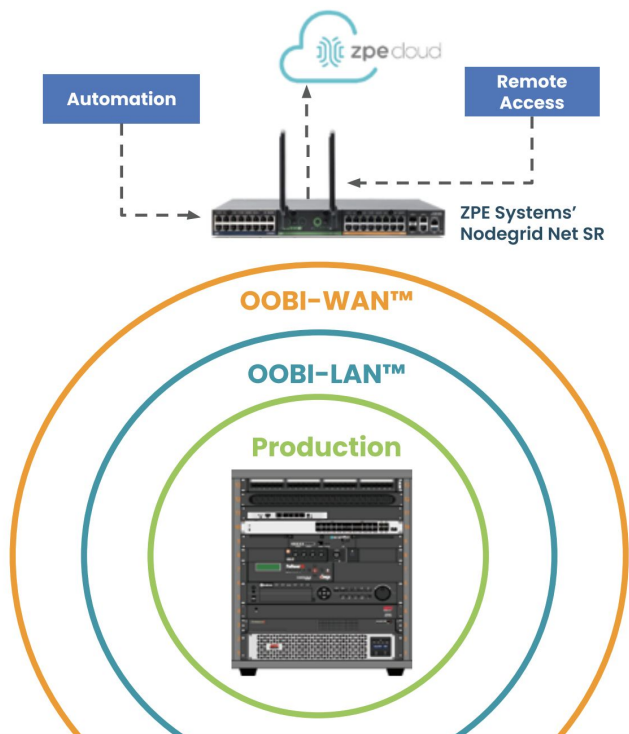 zpe cloud
Automation
Remote
Access
ZPE Systems’
Nodegrid Net SR
OOBI-WAN™
OOBI-LAN™
Production